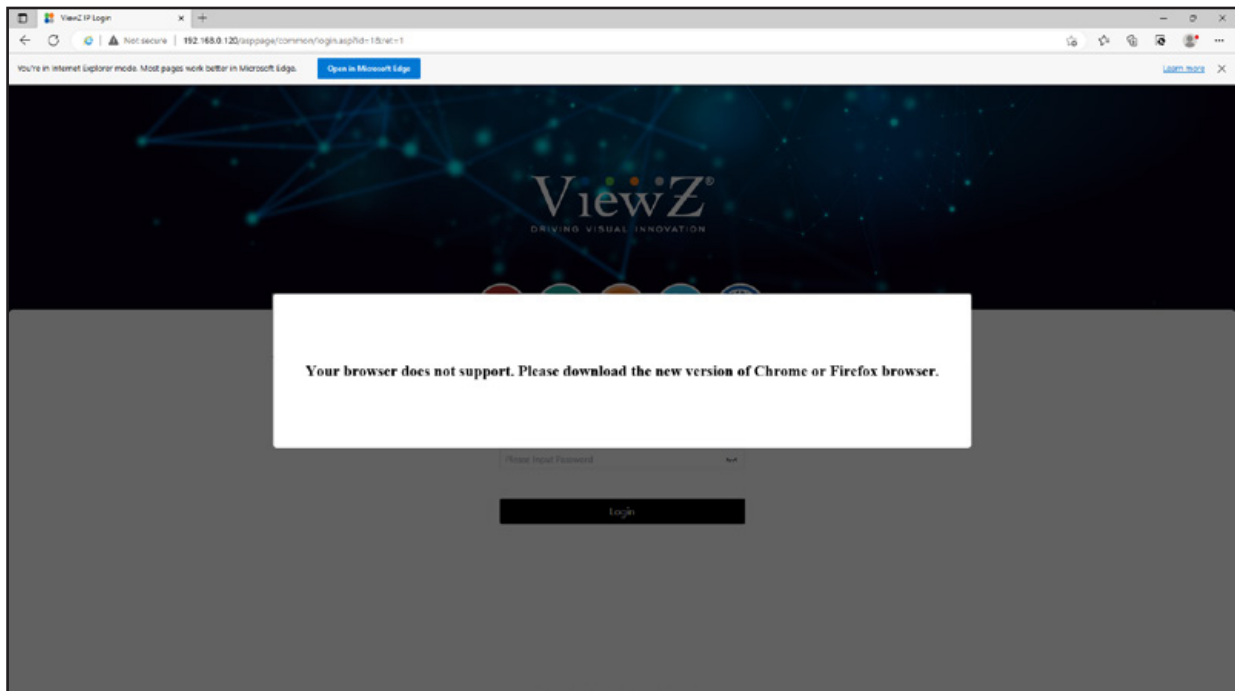 ViewZ IP Login
Not secure | 192.168.0.120/asppage/common/login.asp?id=1&ret=1
You're in Internet Explorer mode. Most pages work better in Microsoft Edge. Open in Microsoft Edge Learn more
ViewZ®
DRIVING VISUAL INNOVATION
Your browser does not support. Please download the new version of Chrome or Firefox browser.
Please Input Password
Login